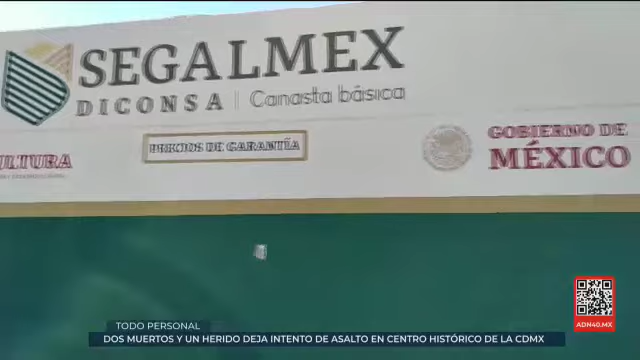 SEGALMEX
DICONSA | Canasta básica
ULTURA
PRECIOS DE GARANTÍA
GOBIERNO DE
MÉXICO
TODO PERSONAL
DOS MUERTOS Y UN HERIDO DEJA INTENTO DE ASALTO EN CENTRO HISTÓRICO DE LA CDMX
ADN40.MX